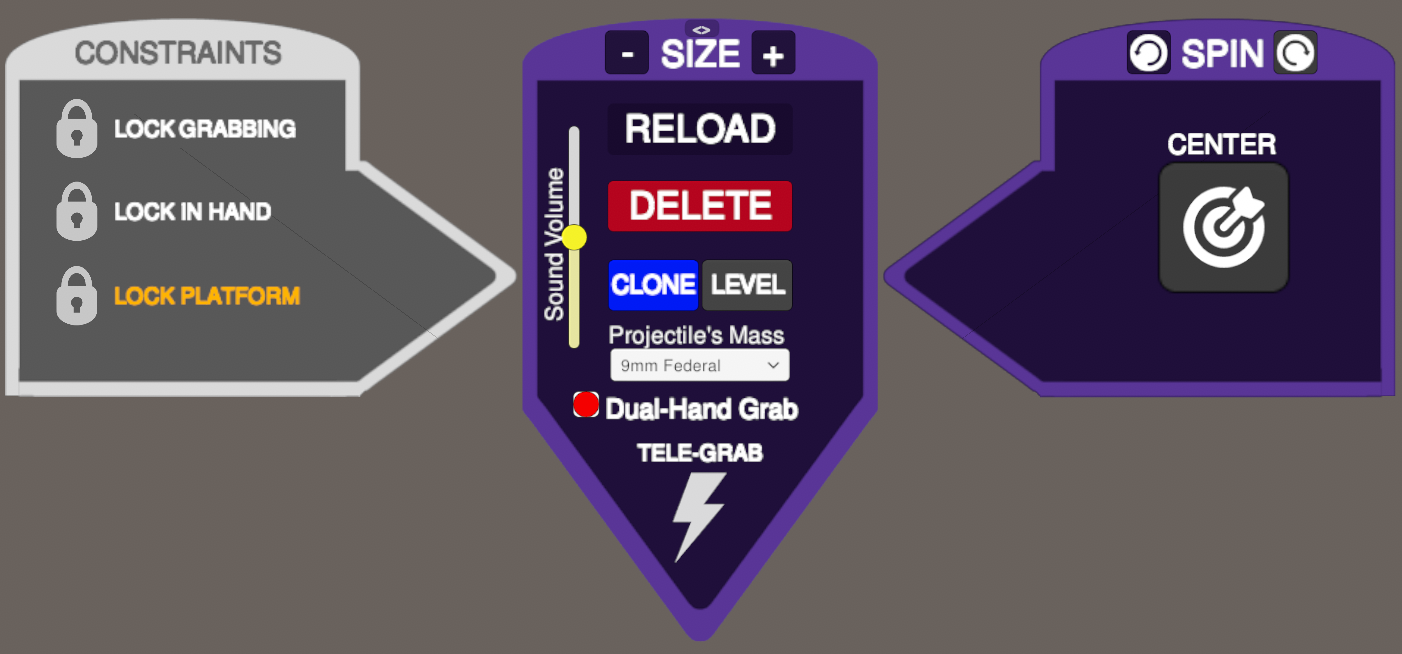 CONSTRAINTS
LOCK GRABBING
LOCK IN HAND
LOCK PLATFORM
<>
- SIZE +
Sound Volume
RELOAD
DELETE
CLONE LEVEL
Projectile's Mass
9mm Federal
Dual-Hand Grab
TELE-GRAB
SPIN
CENTER